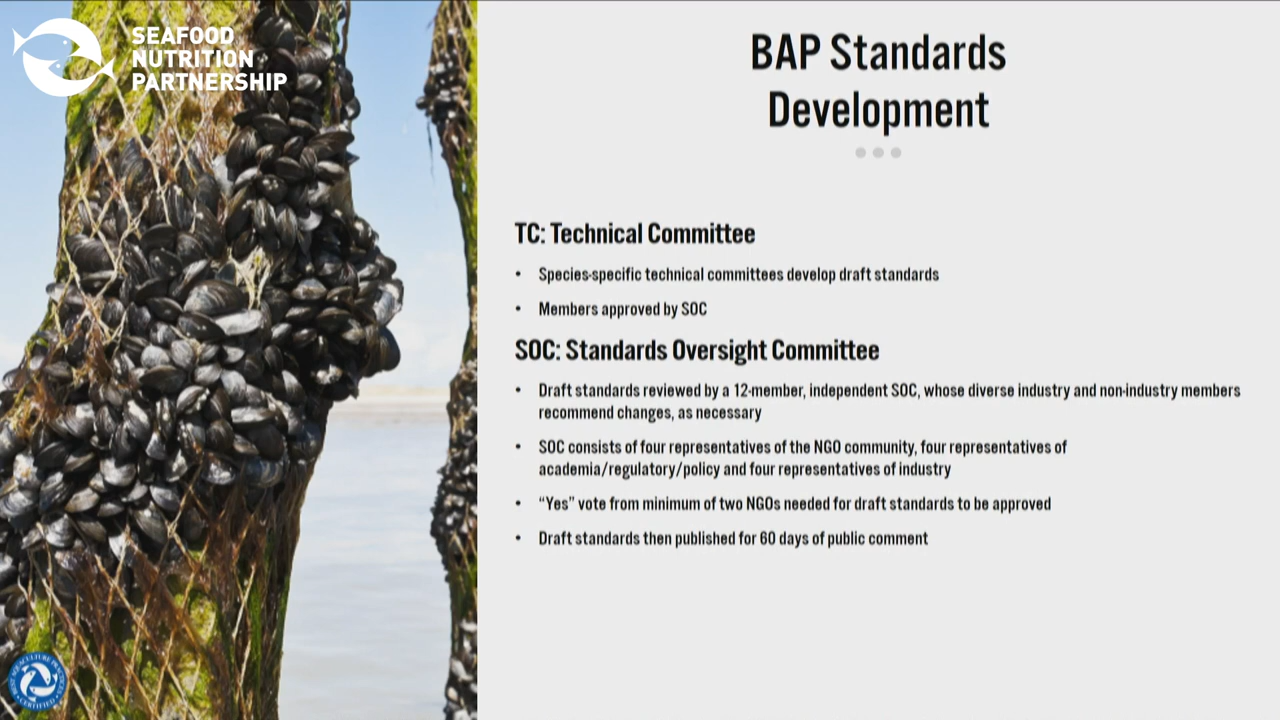 SEAFOOD
NUTRITION
PARTNERSHIP
BAP Standards
Development
TC: Technical Committee
• Species-specific technical committees develop draft standards
• Members approved by SOC
SOC: Standards Oversight Committee
• Draft standards reviewed by a 12-member, independent SOC, whose diverse industry and non-industry members
recommend changes, as necessary
• SOC consists of four representatives of the NGO community, four representatives of
academia/regulatory/policy and four representatives of industry
• “Yes” vote from minimum of two NGOs needed for draft standards to be approved
• Draft standards then published for 60 days of public comment
BEST AQUACULTURE PRACTICES
CERTIFIED